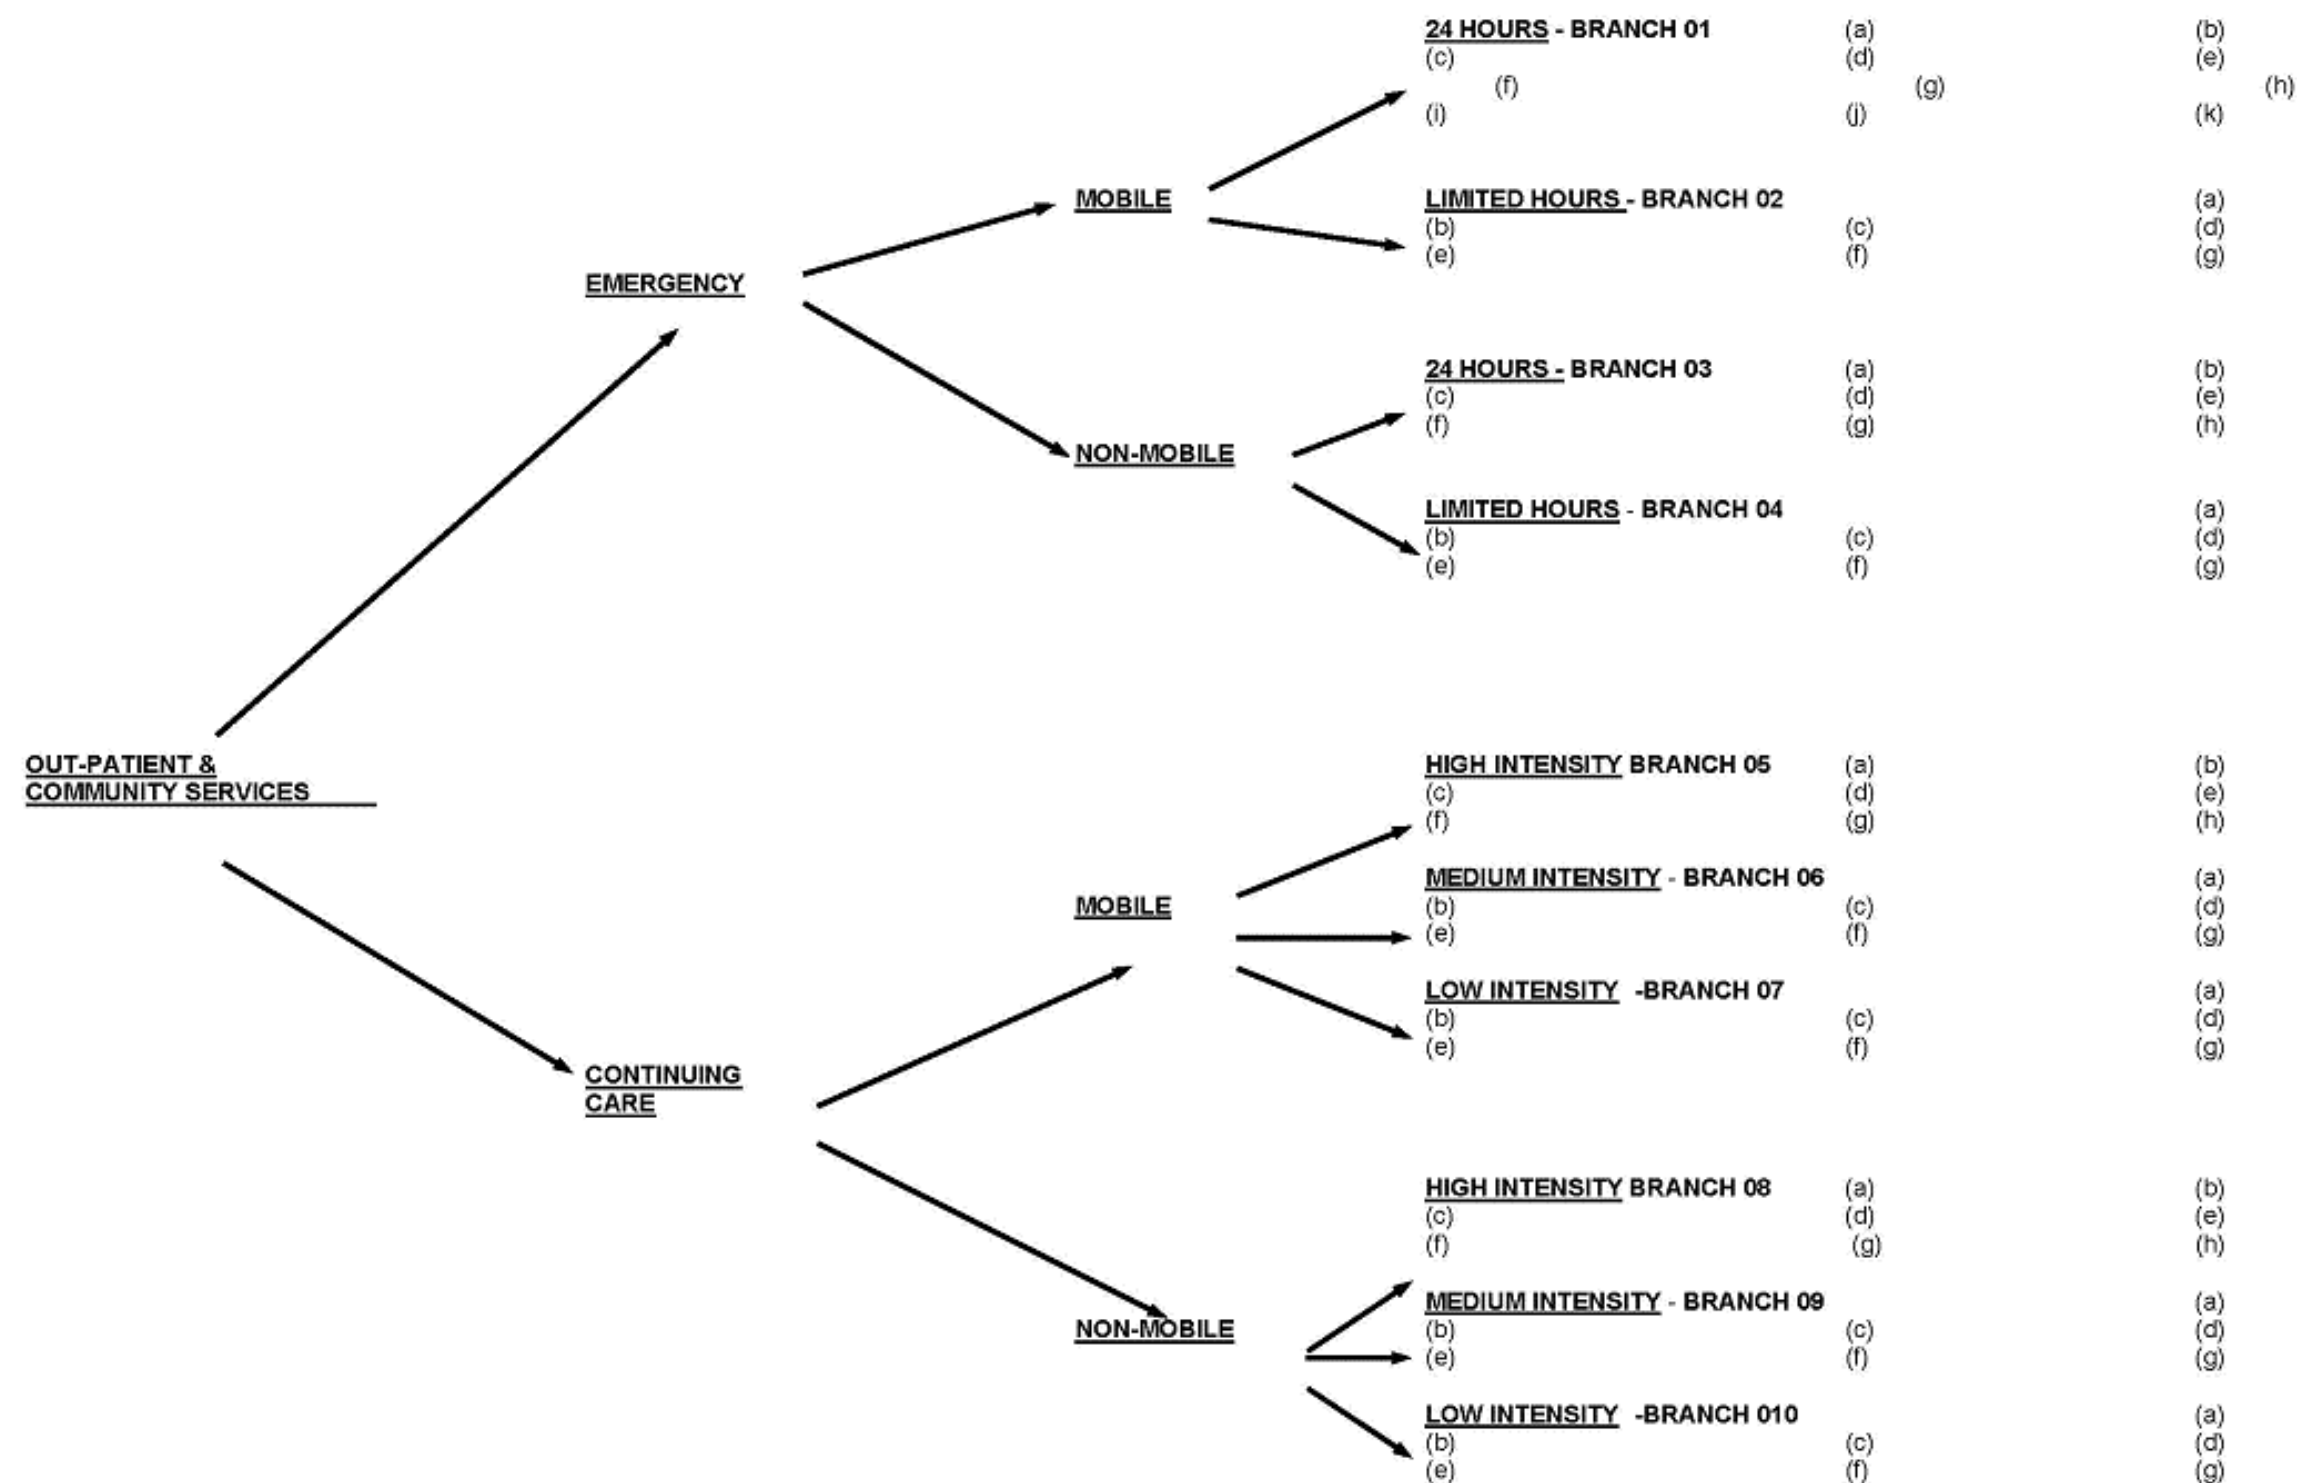 24 HOURS - BRANCH 01 (a) (b)
(c) (d) (e)
(f) (g) (h)
(i) (j) (k)
MOBILE
LIMITED HOURS - BRANCH 02 (a)
(b) (c) (d)
(e) (f) (g)
EMERGENCY
24 HOURS - BRANCH 03 (a) (b)
(c) (d) (e)
(f) (g) (h)
NON-MOBILE
LIMITED HOURS - BRANCH 04 (a)
(b) (c) (d)
(e) (f) (g)
OUT-PATIENT &
COMMUNITY SERVICES
HIGH INTENSITY BRANCH 05 (a) (b)
(c) (d) (e)
(f) (g) (h)
MOBILE
MEDIUM INTENSITY - BRANCH 06 (a)
(b) (c) (d)
(e) (f) (g)
LOW INTENSITY -BRANCH 07 (a)
(b) (c) (d)
(e) (f) (g)
CONTINUING
CARE
HIGH INTENSITY BRANCH 08 (a) (b)
(c) (d) (e)
(f) (g) (h)
NON-MOBILE
MEDIUM INTENSITY - BRANCH 09 (a)
(b) (c) (d)
(e) (f) (g)
LOW INTENSITY -BRANCH 010 (a)
(b) (c) (d)
(e) (f) (g)